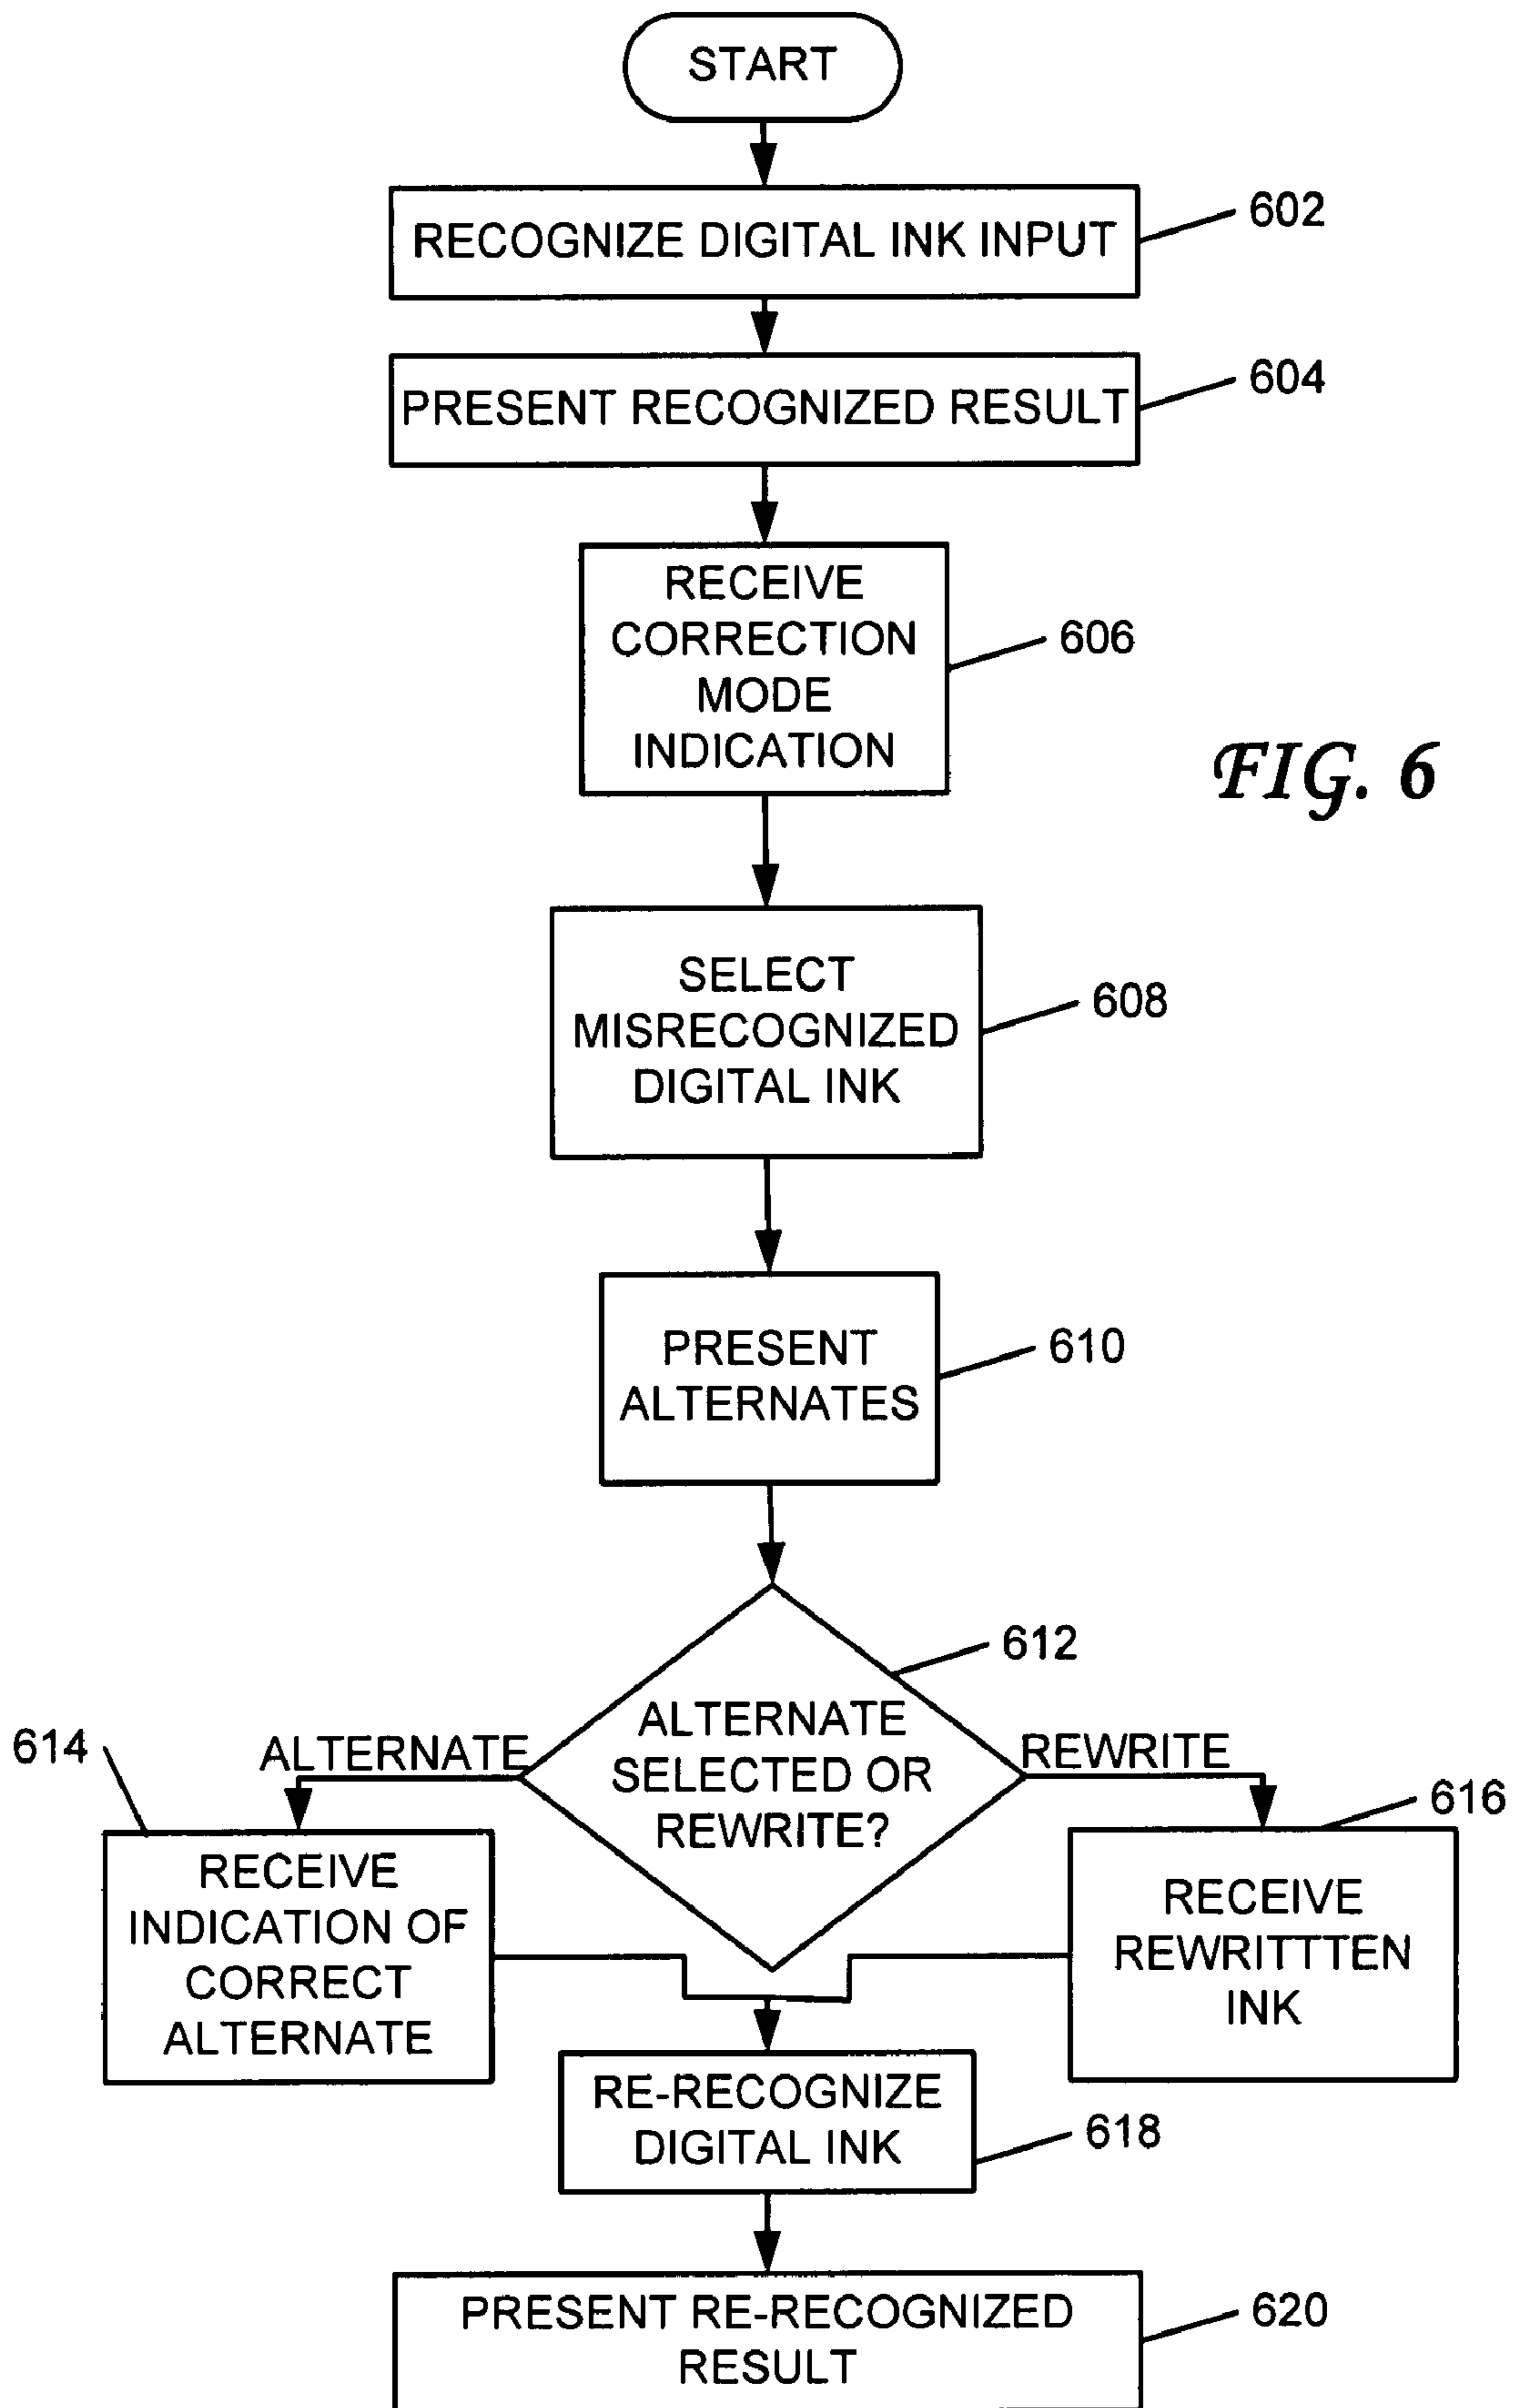 START
RECOGNIZE DIGITAL INK INPUT
602
PRESENT RECOGNIZED RESULT
604
RECEIVE
CORRECTION
MODE
INDICATION
606
FIG. 6
SELECT
MISRECOGNIZED
DIGITAL INK
608
PRESENT
ALTERNATES
610
612
ALTERNATE
SELECTED OR
REWRITE?
ALTERNATE
REWRITE
614
RECEIVE
INDICATION OF
CORRECT
ALTERNATE
616
RECEIVE
REWRITTTEN
INK
RE-RECOGNIZE
DIGITAL INK
618
PRESENT RE-RECOGNIZED
RESULT
620